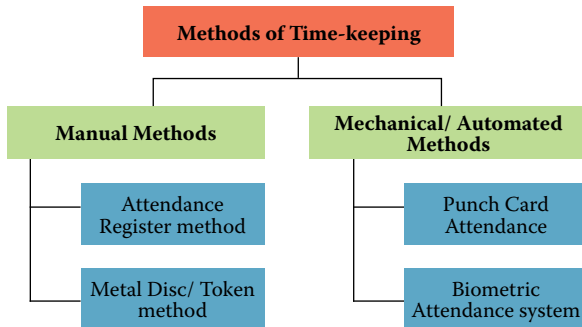 Methods of Time-keeping
Manual Methods
Attendance
Register method
Metal Disc/ Token
method
Mechanical/ Automated
Methods
Punch Card
Attendance
Biometric
Attendance system